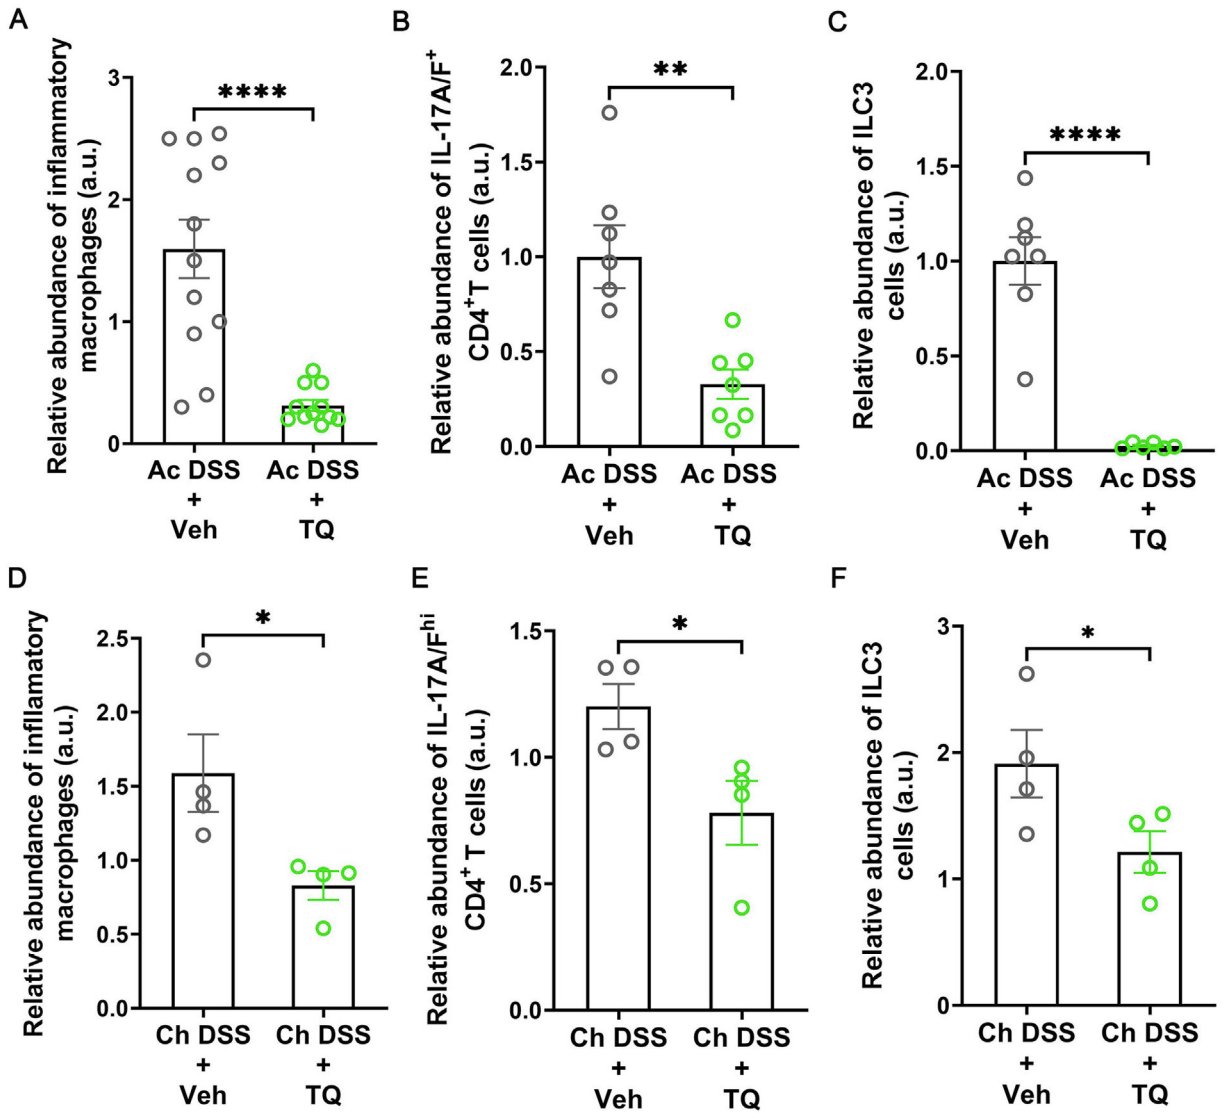 A
Relative abundance of inflammatory
macrophages (a.u.)
3
2
1
0
****
Ac DSS
+
Veh
Ac DSS
+
TQ
B
Relative abundance of IL-17A/F+
CD4+T cells (a.u.)
2.0
1.5
1.0
0.5
0.0
**
Ac DSS
+
Veh
Ac DSS
+
TQ
C
Relative abundance of ILC3
cells (a.u.)
2.0
1.5
1.0
0.5
0.0
****
Ac DSS
+
Veh
Ac DSS
+
TQ
D
Relative abundance of infllamatory
macrophages (a.u.)
2.5
2.0
1.5
1.0
0.5
0.0
*
Ch DSS
+
Veh
Ch DSS
+
TQ
E
Relative abundance of IL-17A/Fhi
CD4+ T cells (a.u.)
1.5
1.0
0.5
0.0
*
Ch DSS
+
Veh
Ch DSS
+
TQ
F
Relative abundance of ILC3
cells (a.u.)
3
2
1
0
*
Ch DSS
+
Veh
Ch DSS
+
TQ